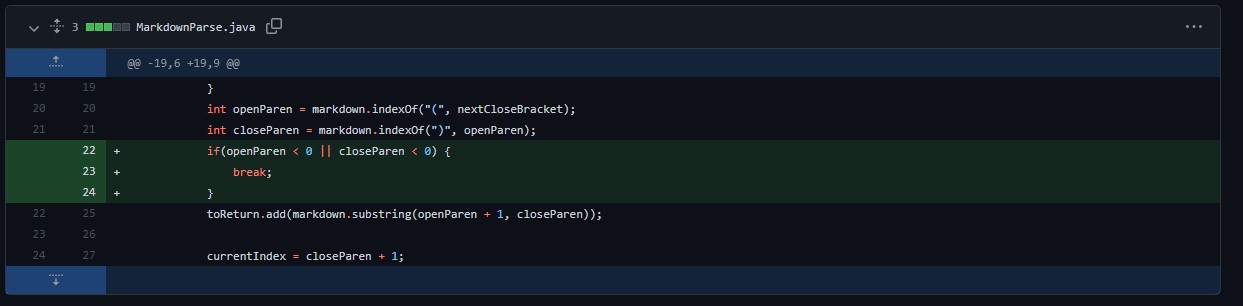 3 MarkdownParse.java
@@ -19,6 +19,9 @@
19 19 }
20 20 int openParen = markdown.indexOf("(", nextCloseBracket);
21 21 int closeParen = markdown.indexOf(")", openParen);
22 + if(openParen < 0 || closeParen < 0) {
23 + break;
24 + }
22 25 toReturn.add(markdown.substring(openParen + 1, closeParen));
23 26
24 27 currentIndex = closeParen + 1;